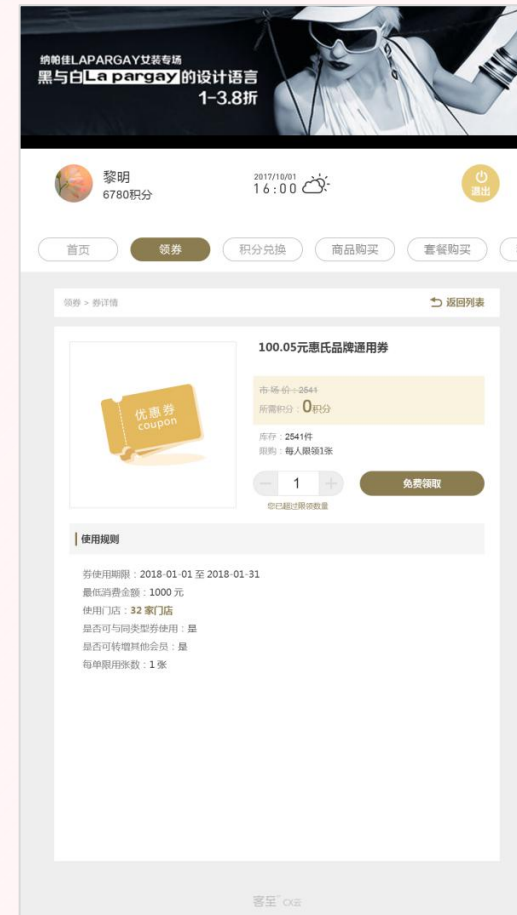 纳帕佳LAPARGAY女装专场
黑与白La pargay的设计语言
1-3.8折
黎明
6780积分
2017/10/01
16:00
退出
首页
领券
积分兑换
商品购买
套餐购买
领券 > 券详情
返回列表
优惠券
coupon
100.05元惠氏品牌通用券
市场价：2541
所需积分：0积分
库存：2541件
限购：每人限领1张
1
免费领取
您已超过限领数量
使用规则
券使用期限：2018-01-01 至 2018-01-31
最低消费金额：1000 元
使用门店：32 家门店
是否可与同类型券使用：是
是否可转增其他会员：是
每单限用张数：1 张
客至 CX云